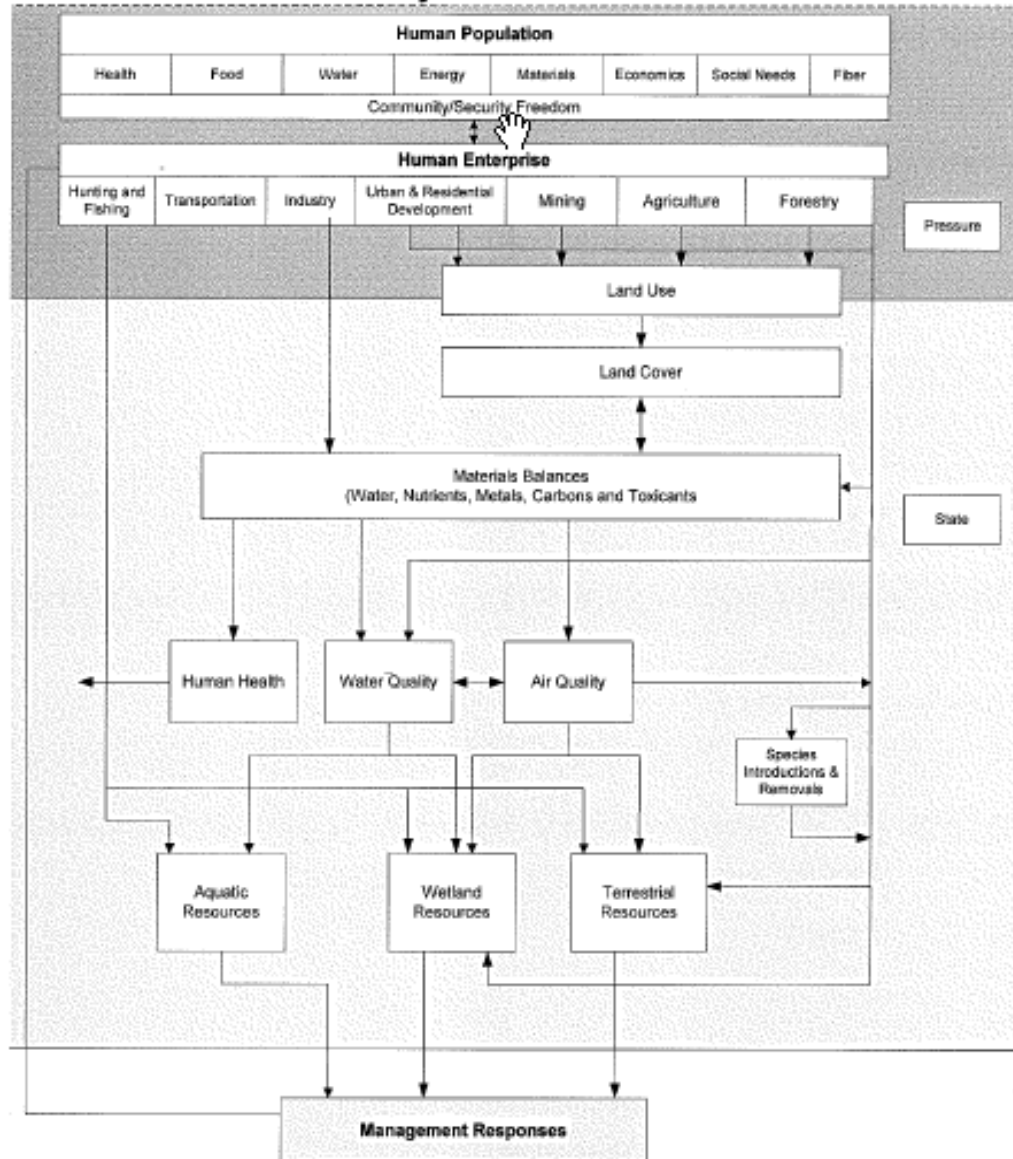 Human Population
Health Food Water Energy Materials Economics Social Needs Fiber
Community/Security Freedom
Human Enterprise
Hunting and
Fishing
Transportation
Industry
Urban & Residential
Development
Mining
Agriculture
Forestry
Pressure
Land Use
Land Cover
Materials Balances
(Water, Nutrients, Metals, Carbons and Toxicants
State
Human Health
Water Quality
Air Quality
Species
Introductions &
Removals
Aquatic
Resources
Wetland
Resources
Terrestrial
Resources
Management Responses